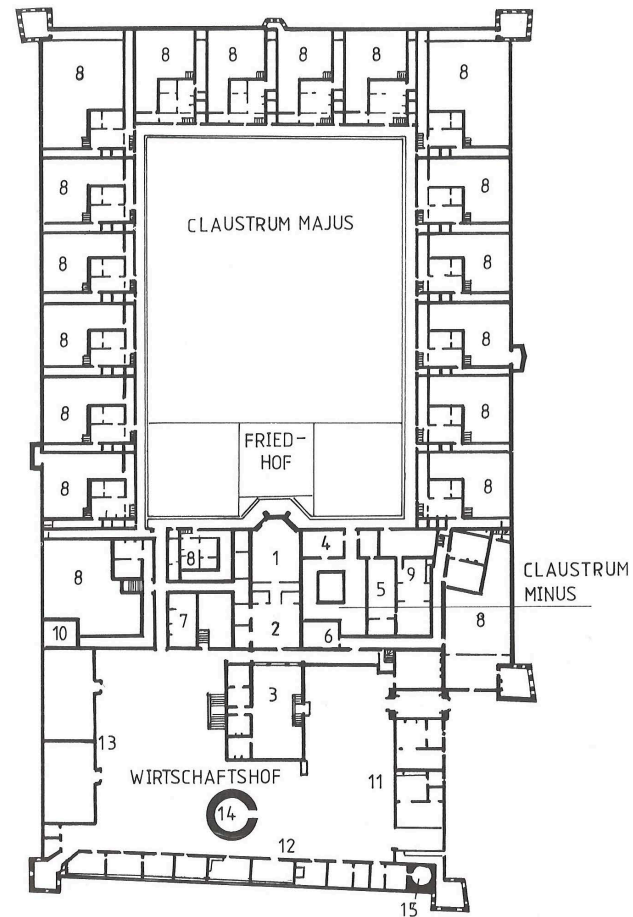 8 8 8 8 8 8
CLAUSTRUM MAJUS
8 8
8 8
8 8
8 8
FRIED-
HOF
8 8
8 8 1 4 5 9 8
CLAUSTRUM
MINUS
10 7 2 6
3
13 11
WIRTSCHAFTSHOF
14
12
15